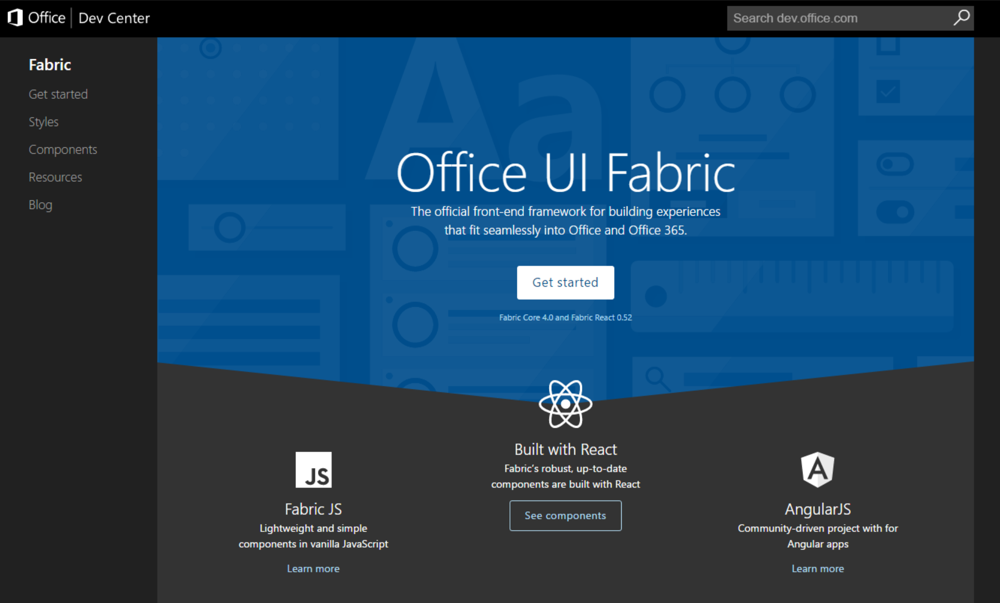 Office | Dev Center
Search dev.office.com
Fabric
Get started
Styles
Components
Resources
Blog
Aa
Office UI Fabric
The official front-end framework for building experiences
that fit seamlessly into Office and Office 365.
Get started
Fabric Core 4.0 and Fabric React 0.52
JS
Fabric JS
Lightweight and simple
components in vanilla JavaScript
Learn more
Built with React
Fabric's robust, up-to-date
components are built with React
See components
A
AngularJS
Community-driven project with for
Angular apps
Learn more